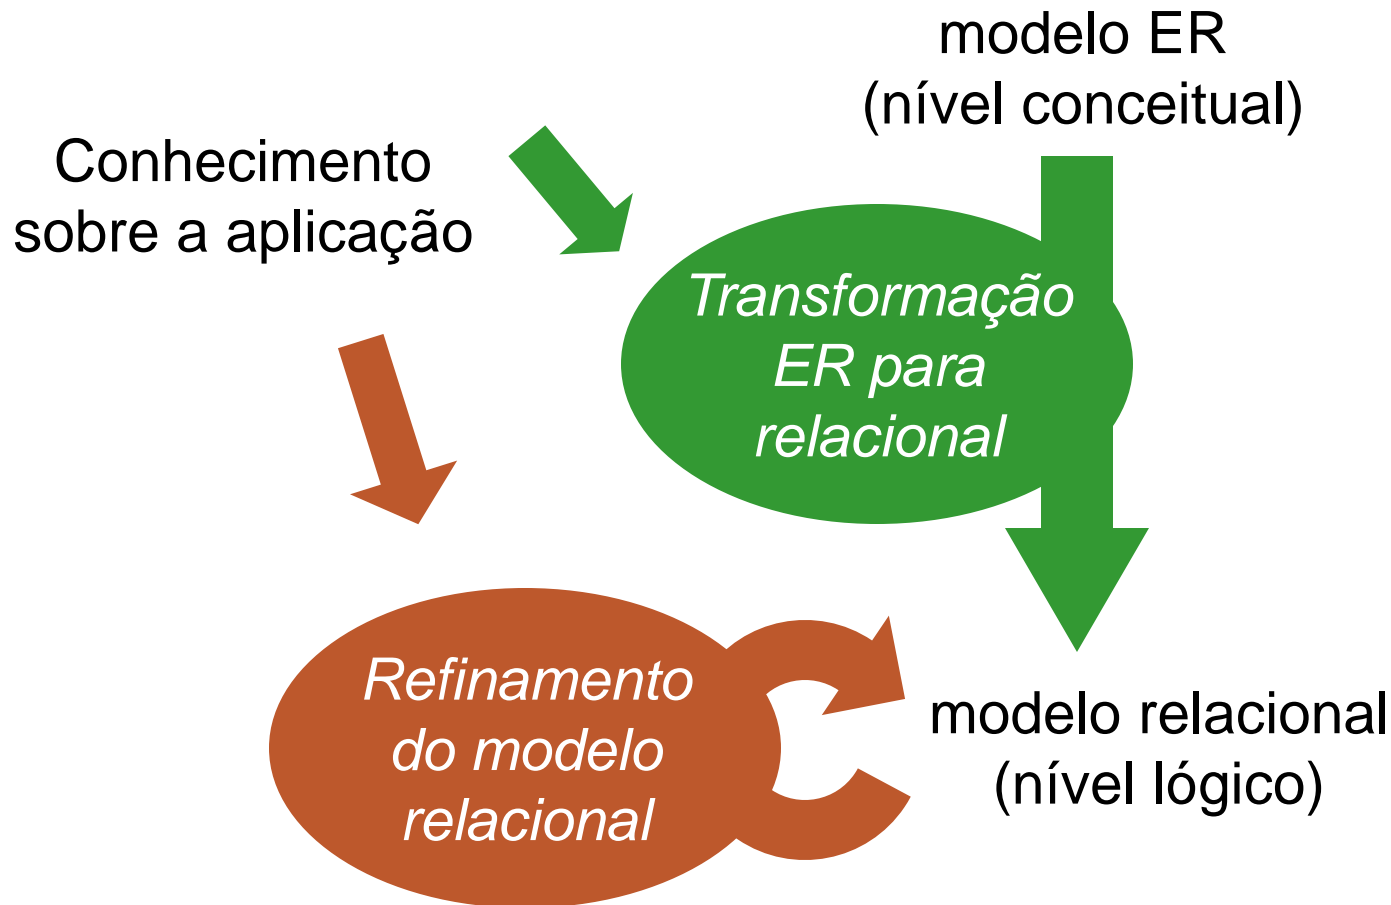 modelo ER
(nível conceitual)
Conhecimento
sobre a aplicação
Transformação
ER para
relacional
Refinamento
do modelo
relacional
modelo relacional
(nível lógico)